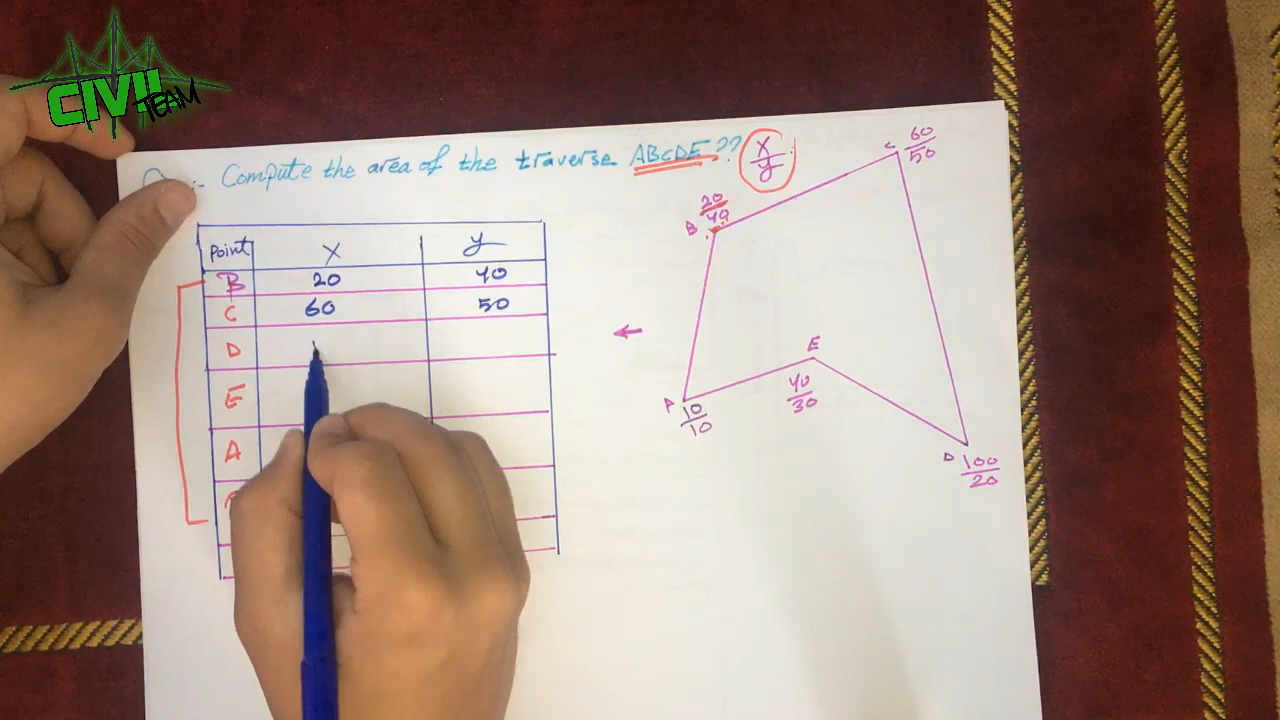 CIVIL
TEAM
Compute the area of the traverse ABCDE ??
x
y
Point X y
B 20 40
C 60 50
D
E
A
B
20
40
C
60
50
E
40
30
A
10
10
D
100
20